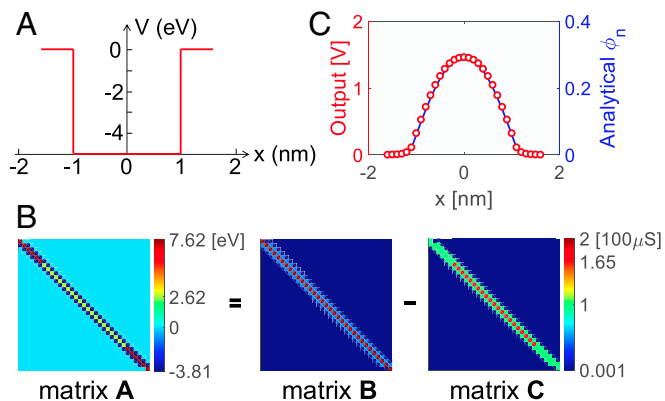 A
V (eV)
0
-2
-4
-2
-1
0
1
2
x (nm)
C
Output [V]
2
1
0
0.4
0.2
0
Analytical ϕn
-2
0
2
x [nm]
B
7.62 [eV]
2.62
0
-3.81
matrix A
=
matrix B
-
2 [100μS]
1.65
1
0.001
matrix C